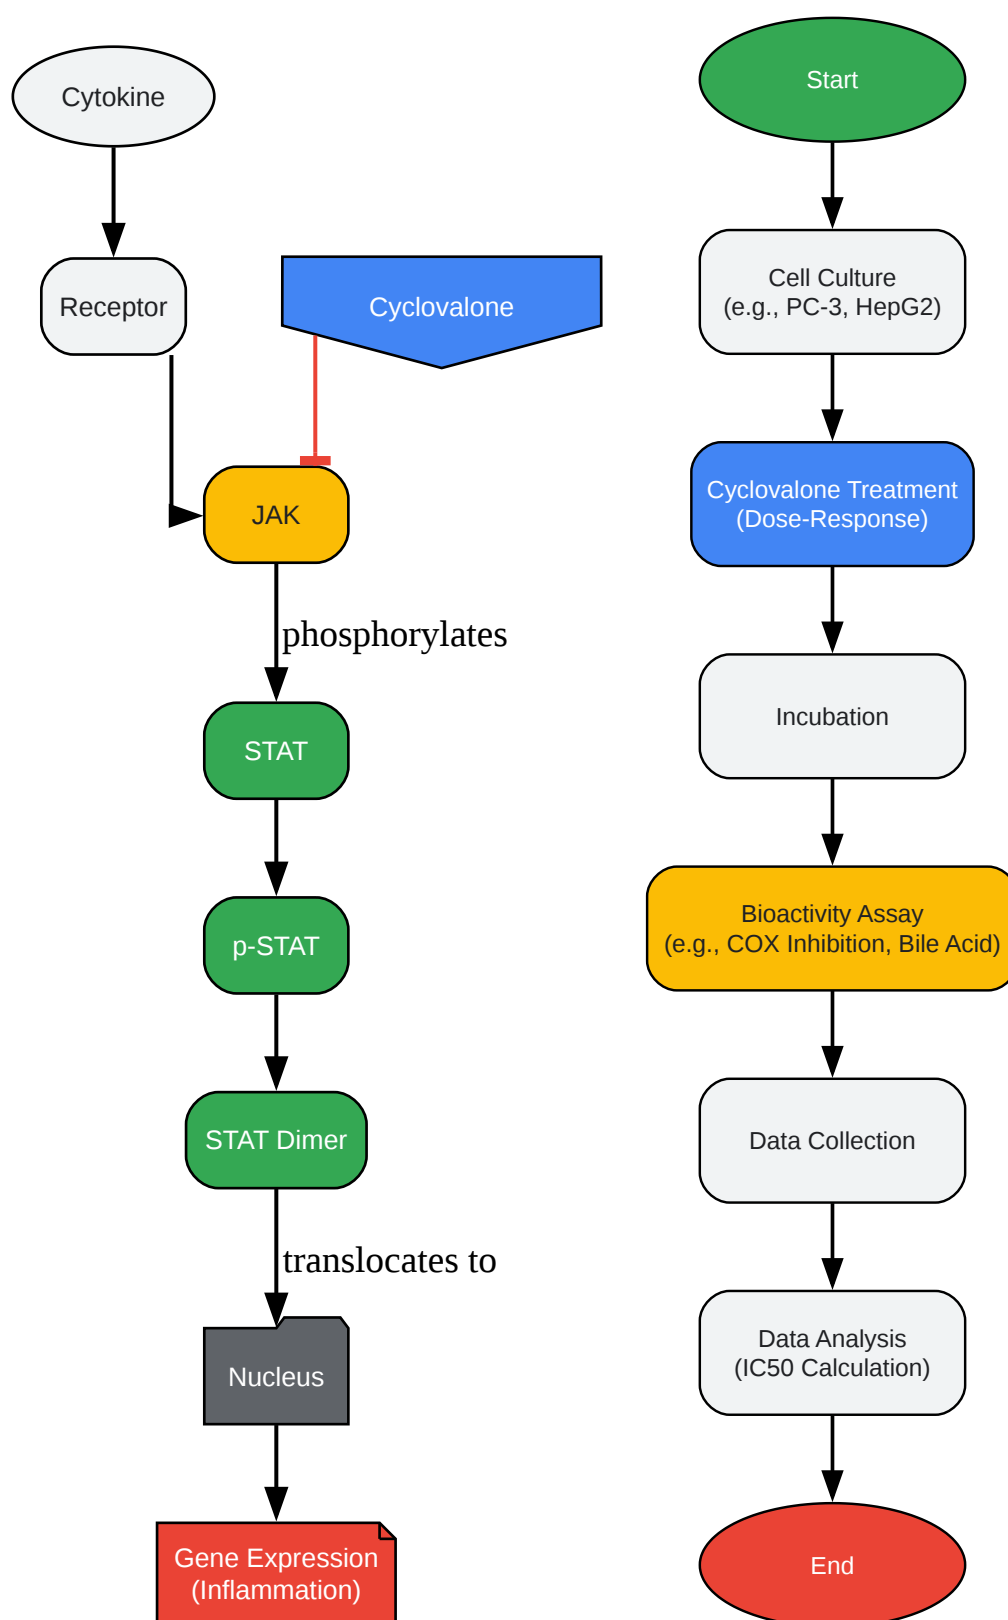 Cytokine
Receptor
Cyclovalone
JAK
phosphorylates
STAT
p-STAT
STAT Dimer
translocates to
Nucleus
Gene Expression
(Inflammation)
Start
Cell Culture
(e.g., PC-3, HepG2)
Cyclovalone Treatment
(Dose-Response)
Incubation
Bioactivity Assay
(e.g., COX Inhibition, Bile Acid)
Data Collection
Data Analysis
(IC50 Calculation)
End